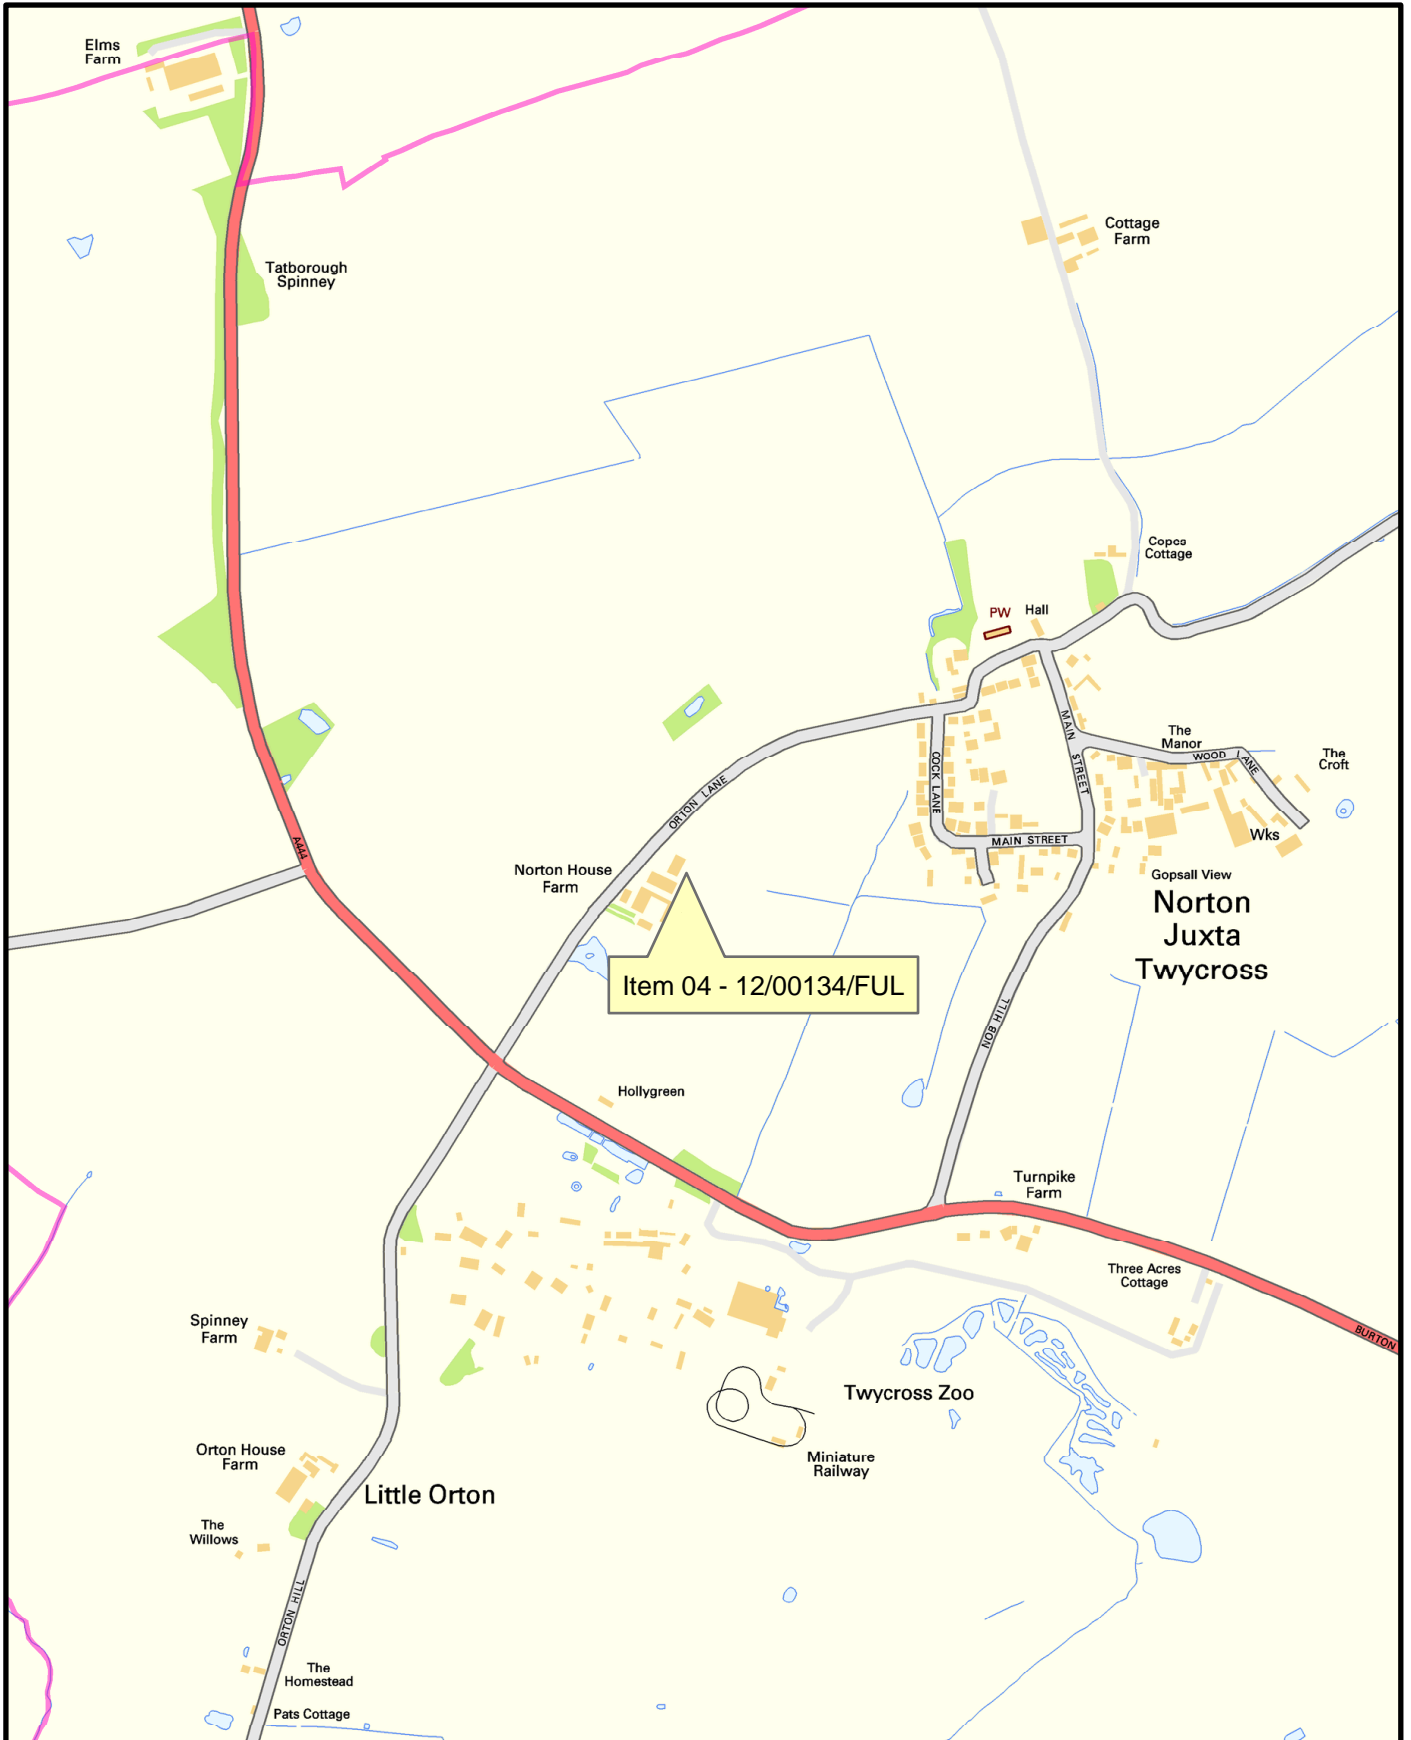 Elms
Farm
Tatborough
Spinney
Cottage
Farm
Copes
Cottage
PW
Hall
MAIN STREET
The
Manor
WOOD LANE
The
Croft
COCK LANE
ORTON LANE
A444
MAIN STREET
Wks
Norton House
Farm
Gopsall View
Norton
Juxta
Twycross
Item 04 - 12/00134/FUL
NOB HILL
Hollygreen
Turnpike
Farm
Three Acres
Cottage
BURTON
Spinney
Farm
Twycross Zoo
Miniature
Railway
Orton House
Farm
Little Orton
The
Willows
ORTON HILL
The
Homestead
Pats Cottage